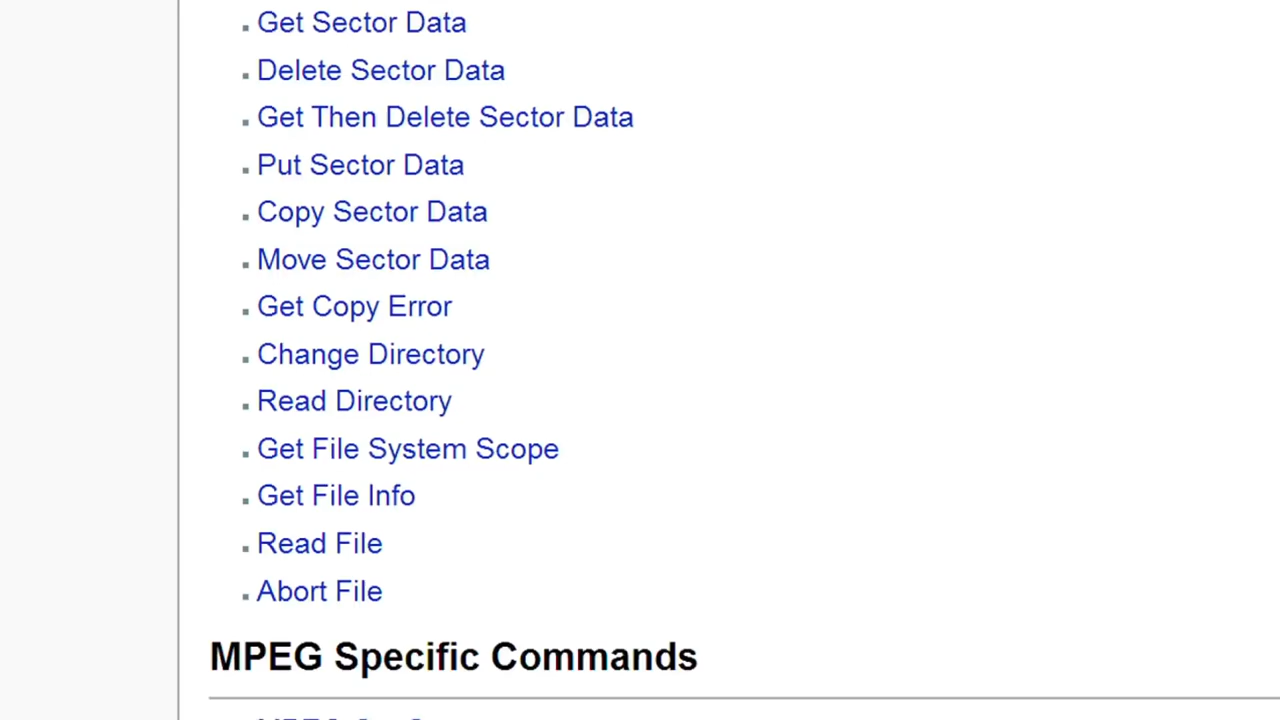 Get Sector Data
Delete Sector Data
Get Then Delete Sector Data
Put Sector Data
Copy Sector Data
Move Sector Data
Get Copy Error
Change Directory
Read Directory
Get File System Scope
Get File Info
Read File
Abort File
MPEG Specific Commands